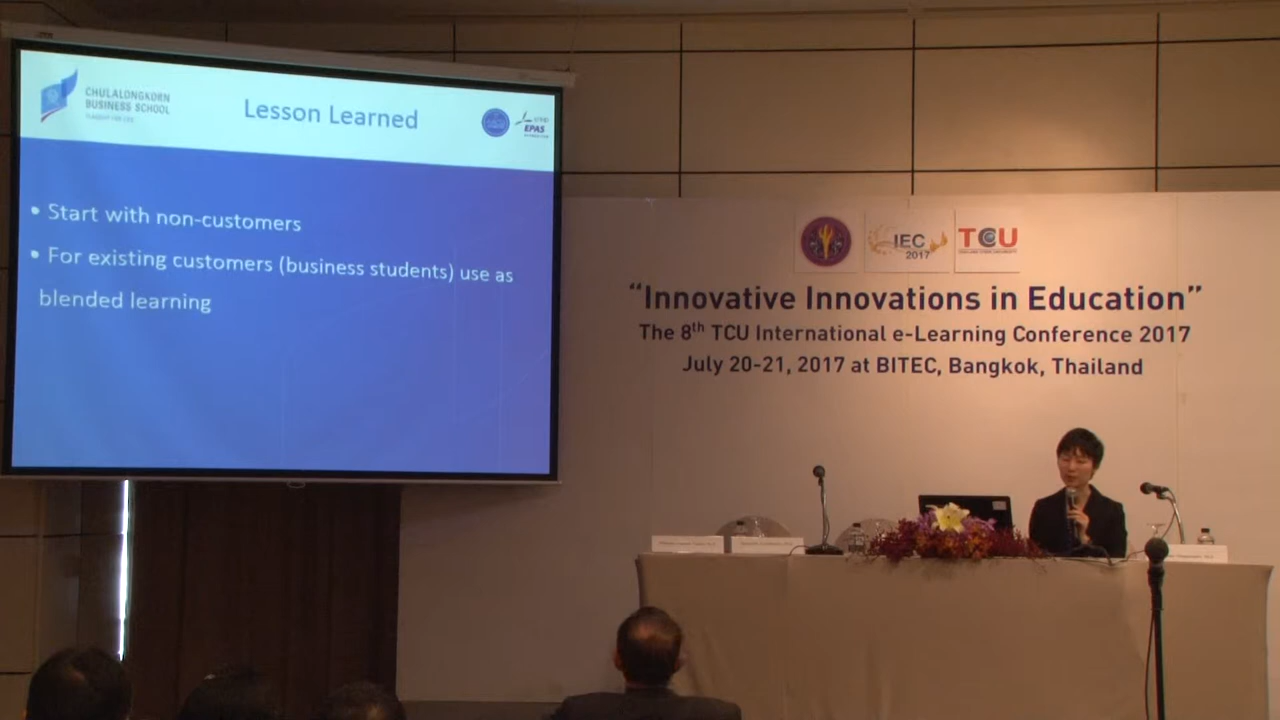 CHULALONGKORN
BUSINESS SCHOOL
Lesson Learned
EPAS
• Start with non-customers
• For existing customers (business students) use as
blended learning
IEC
2017
TCU
“Innovative Innovations in Education”
The 8th TCU International e-Learning Conference 2017
July 20-21, 2017 at BITEC, Bangkok, Thailand